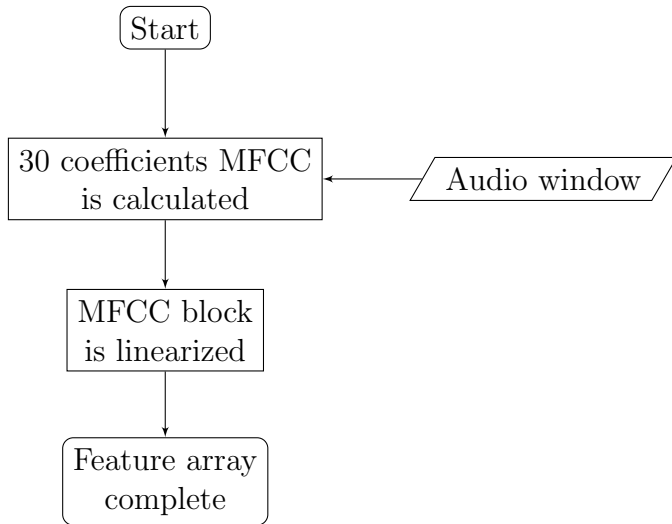 Start
30 coefficients MFCC
is calculated
Audio window
MFCC block
is linearized
Feature array
complete